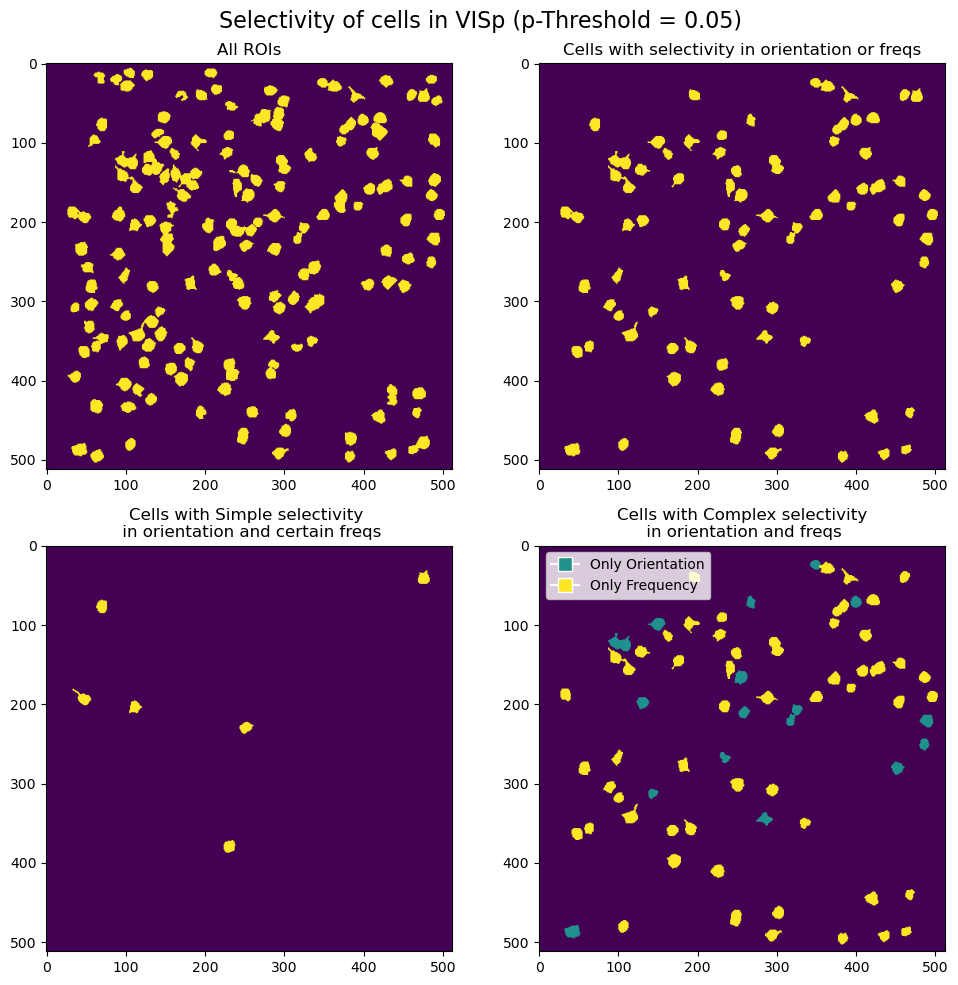 Selectivity of cells in VISp (p-Threshold = 0.05)
All ROIs
Cells with selectivity in orientation or freqs
0
100
200
300
400
500
0 100 200 300 400 500
0
100
200
300
400
500
0 100 200 300 400 500
Cells with Simple selectivity
in orientation and certain freqs
Cells with Complex selectivity
in orientation and freqs
0
100
200
300
400
500
0 100 200 300 400 500
Only Orientation
Only Frequency
0
100
200
300
400
500
0 100 200 300 400 500